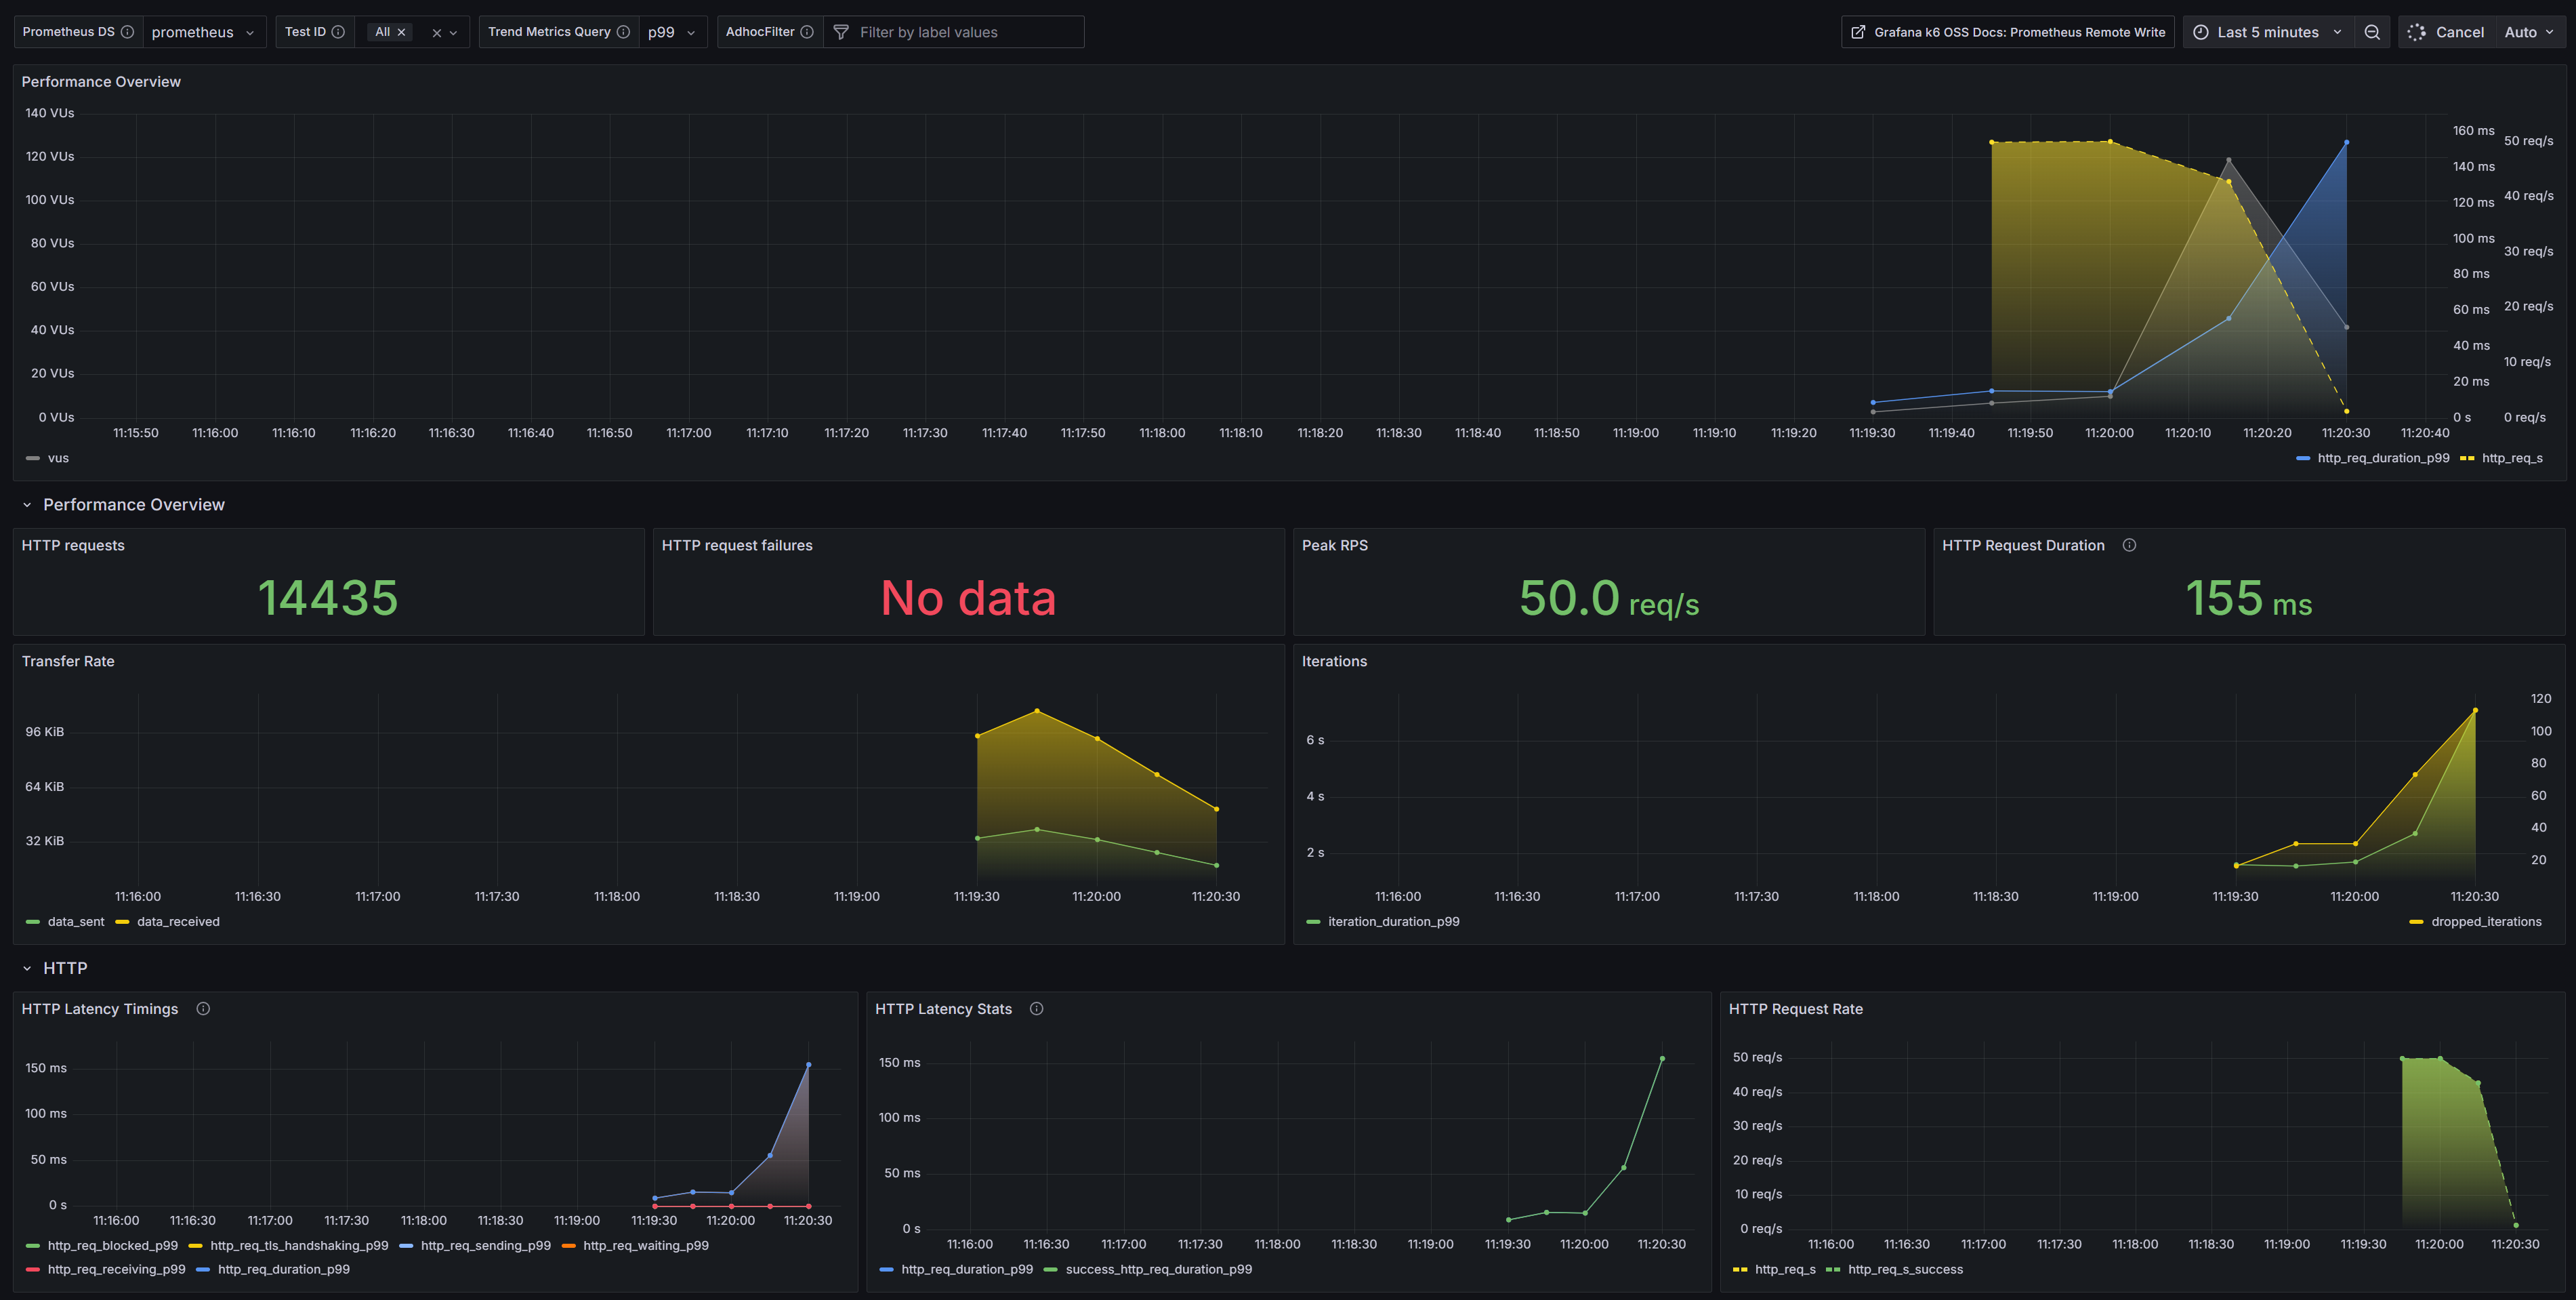 Prometheus DS prometheus Test ID All Trend Metrics Query p99 AdhocFilter Filter by label values Grafana k6 OSS Docs: Prometheus Remote Write Last 5 minutes Cancel Auto
Performance Overview
140 VUs
120 VUs
100 VUs
80 VUs
60 VUs
40 VUs
20 VUs
0 VUs
160 ms
140 ms
120 ms
100 ms
80 ms
60 ms
40 ms
20 ms
0 s
50 req/s
40 req/s
30 req/s
20 req/s
10 req/s
0 req/s
11:15:50 11:16:00 11:16:10 11:16:20 11:16:30 11:16:40 11:16:50 11:17:00 11:17:10 11:17:20 11:17:30 11:17:40 11:17:50 11:18:00 11:18:10 11:18:20 11:18:30 11:18:40 11:18:50 11:19:00 11:19:10 11:19:20 11:19:30 11:19:40 11:19:50 11:20:00 11:20:10 11:20:20 11:20:30 11:20:40
vus http_req_duration_p99 http_req_s
Performance Overview
HTTP requests
14435
HTTP request failures
No data
Peak RPS
50.0 req/s
HTTP Request Duration
155 ms
Transfer Rate
96 KiB
64 KiB
32 KiB
11:16:00 11:16:30 11:17:00 11:17:30 11:18:00 11:18:30 11:19:00 11:19:30 11:20:00 11:20:30
data_sent data_received
Iterations
6 s
4 s
2 s
120
100
80
60
40
20
11:16:00 11:16:30 11:17:00 11:17:30 11:18:00 11:18:30 11:19:00 11:19:30 11:20:00 11:20:30
iteration_duration_p99 dropped_iterations
HTTP
HTTP Latency Timings
150 ms
100 ms
50 ms
0 s
11:16:00 11:16:30 11:17:00 11:17:30 11:18:00 11:18:30 11:19:00 11:19:30 11:20:00 11:20:30
http_req_blocked_p99 http_req_tls_handshaking_p99 http_req_sending_p99 http_req_waiting_p99
http_req_receiving_p99 http_req_duration_p99
HTTP Latency Stats
150 ms
100 ms
50 ms
0 s
11:16:00 11:16:30 11:17:00 11:17:30 11:18:00 11:18:30 11:19:00 11:19:30 11:20:00 11:20:30
http_req_duration_p99 success_http_req_duration_p99
HTTP Request Rate
50 req/s
40 req/s
30 req/s
20 req/s
10 req/s
0 req/s
11:16:00 11:16:30 11:17:00 11:17:30 11:18:00 11:18:30 11:19:00 11:19:30 11:20:00 11:20:30
http_req_s http_req_s_success